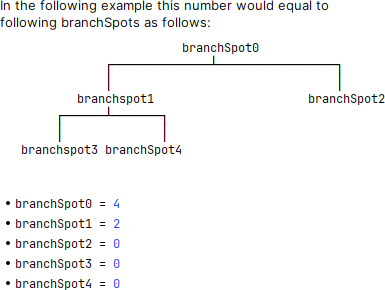 In the following example this number would equal to
following branchSpots as follows:
branchSpot0
branchspot1 branchSpot2
branchspot3 branchSpot4
• branchSpot0 = 4
• branchSpot1 = 2
• branchSpot2 = 0
• branchSpot3 = 0
• branchSpot4 = 0